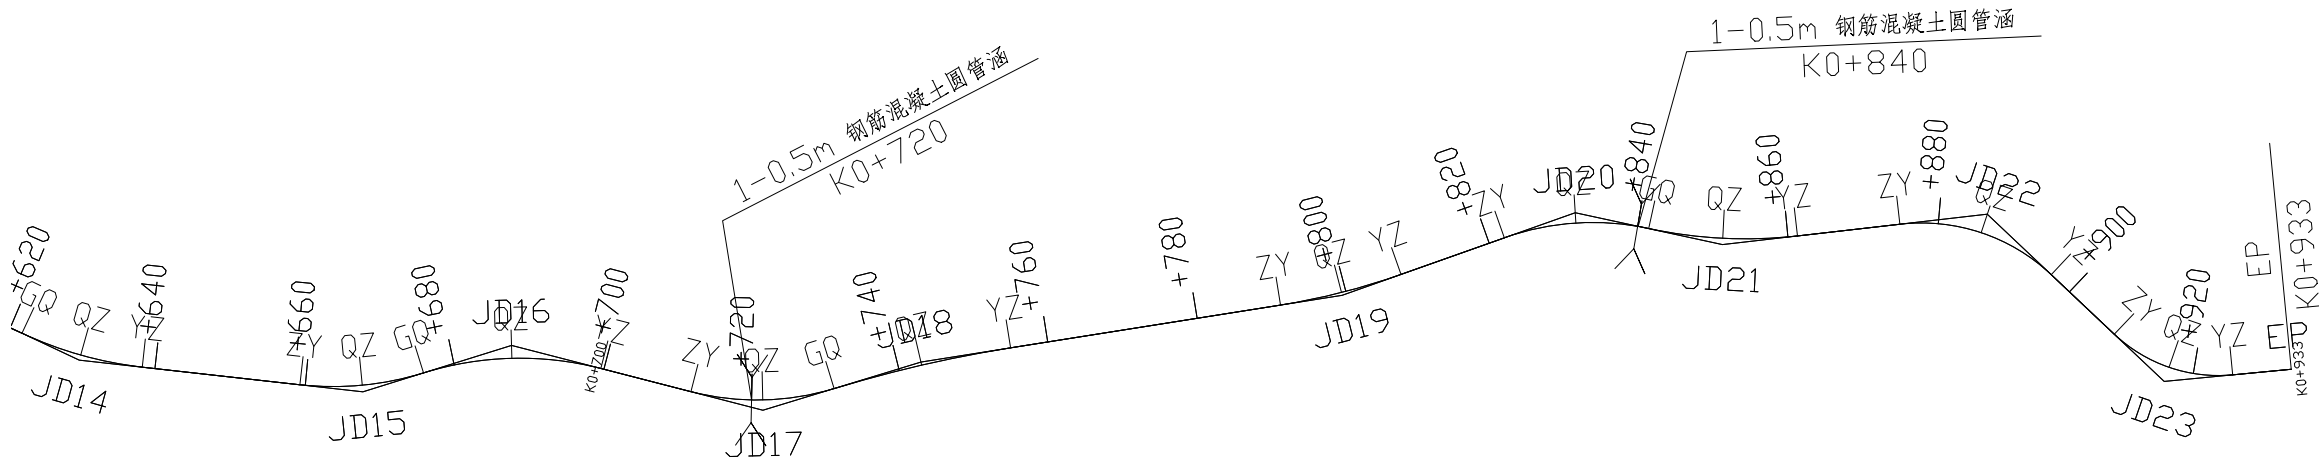 1-0.5m 钢筋混凝土圆管涵
K0+720
1-0.5m 钢筋混凝土圆管涵
K0+840
+620
GQ
QZ
YZ
+640
JD14
+660
ZY
QZ
JD15
GQ
+680
JD16
QZ
K0+700
+700
YZ
ZY
+720
QZ
JD17
GQ
+740
JD18
QZ
YZ
+760
+780
ZY
+800
QZ
JD19
YZ
+820
ZY
JD20
QZ
+840
GQ
QZ
JD21
+860
YZ
ZY
+880
JD22
QZ
YZ
+900
ZY
QZ
+920
YZ
JD23
EP
K0+933
K0+933